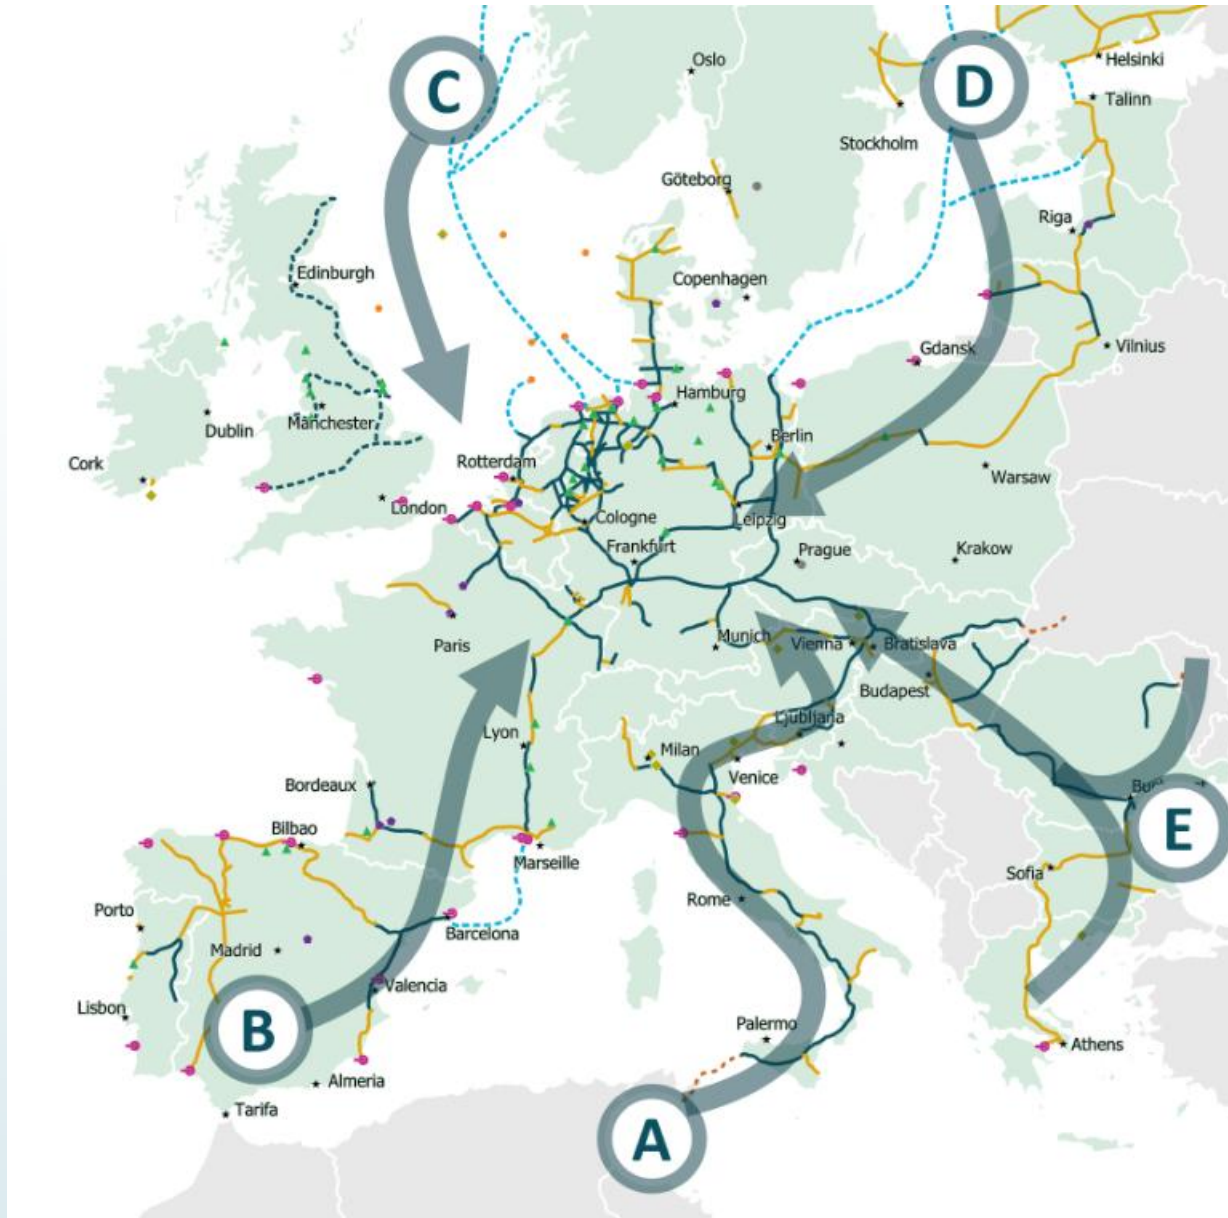 C
D
Oslo
Helsinki
Talinn
Stockholm
Göteborg
Riga
Edinburgh
Copenhagen
Vilnius
Gdansk
Hamburg
Manchester
Dublin
Berlin
Cork
Rotterdam
Warsaw
London
Cologne
Leipzig
Frankfurt
Prague
Krakow
Paris
Munich
Vienna
Bratislava
Budapest
Ljubljana
Lyon
Milan
Venice
Bordeaux
Bilbao
E
Marseille
Sofia
Rome
Porto
Barcelona
Madrid
Valencia
Lisbon
B
Palermo
Athens
Almeria
Tarifa
A